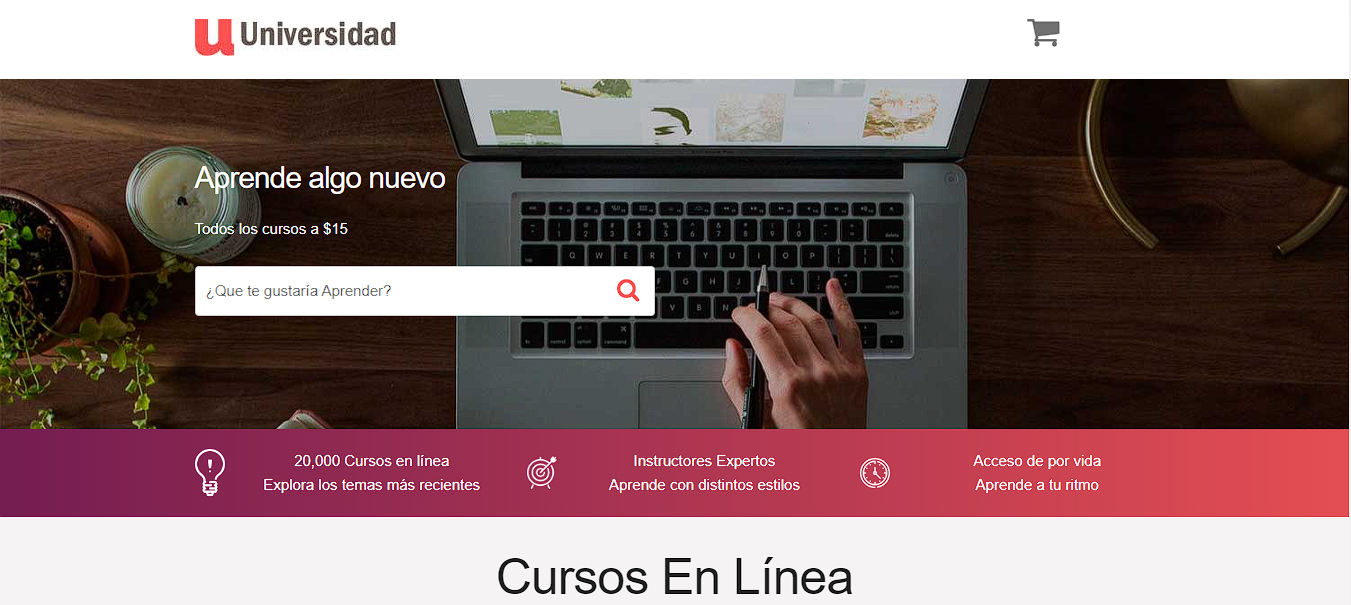 Universidad
Aprende algo nuevo
Todos los cursos a $15
¿Que te gustaría Aprender?
20,000 Cursos en línea
Explora los temas más recientes
Instructores Expertos
Aprende con distintos estilos
Acceso de por vida
Aprende a tu ritmo
Cursos En Línea